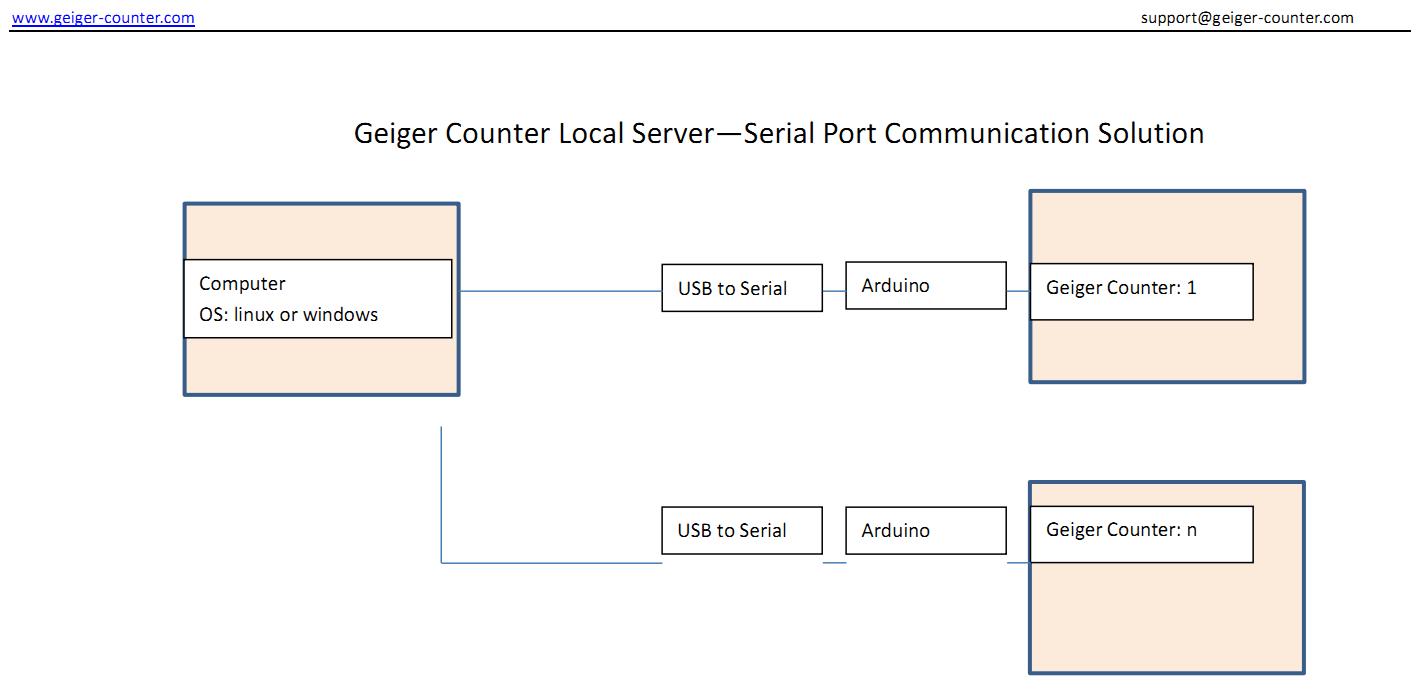 www.geiger-counter.com
support@geiger-counter.com
Geiger Counter Local Server—Serial Port Communication Solution
Computer
OS: linux or windows
USB to Serial
Arduino
Geiger Counter: 1
USB to Serial
Arduino
Geiger Counter: n